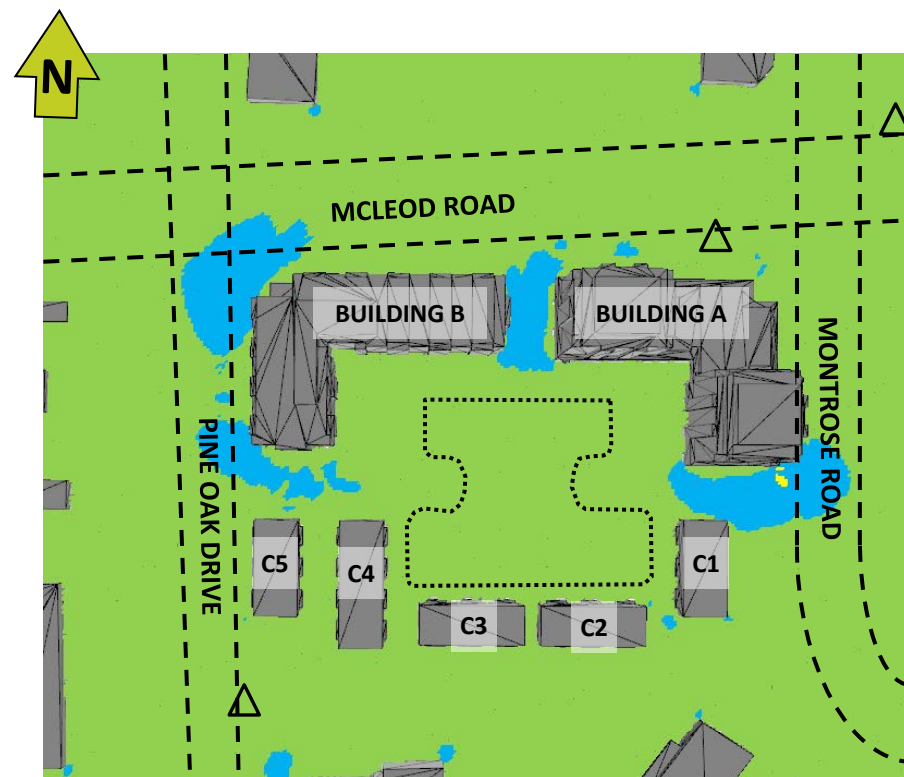 N
MCLEOD ROAD
BUILDING B
BUILDING A
MONTROSE ROAD
PINE OAK DRIVE
C5
C4
C1
C3
C2